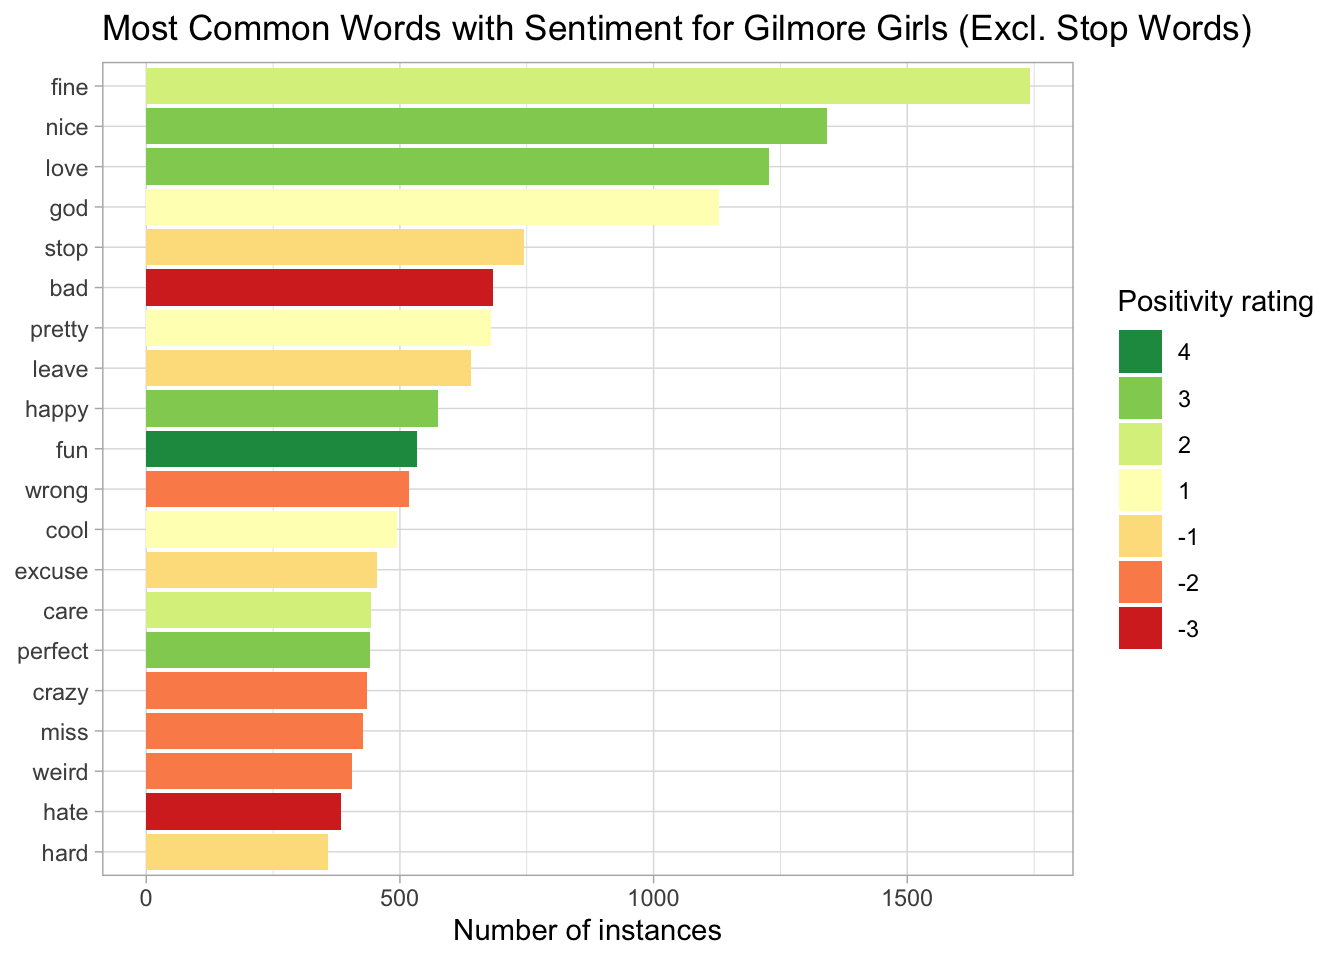 Most Common Words with Sentiment for Gilmore Girls (Excl. Stop Words)
fine
nice
love
god
stop
bad
pretty
leave
happy
fun
wrong
cool
excuse
care
perfect
crazy
miss
weird
hate
hard
0 500 1000 1500
Number of instances
Positivity rating
4
3
2
1
-1
-2
-3